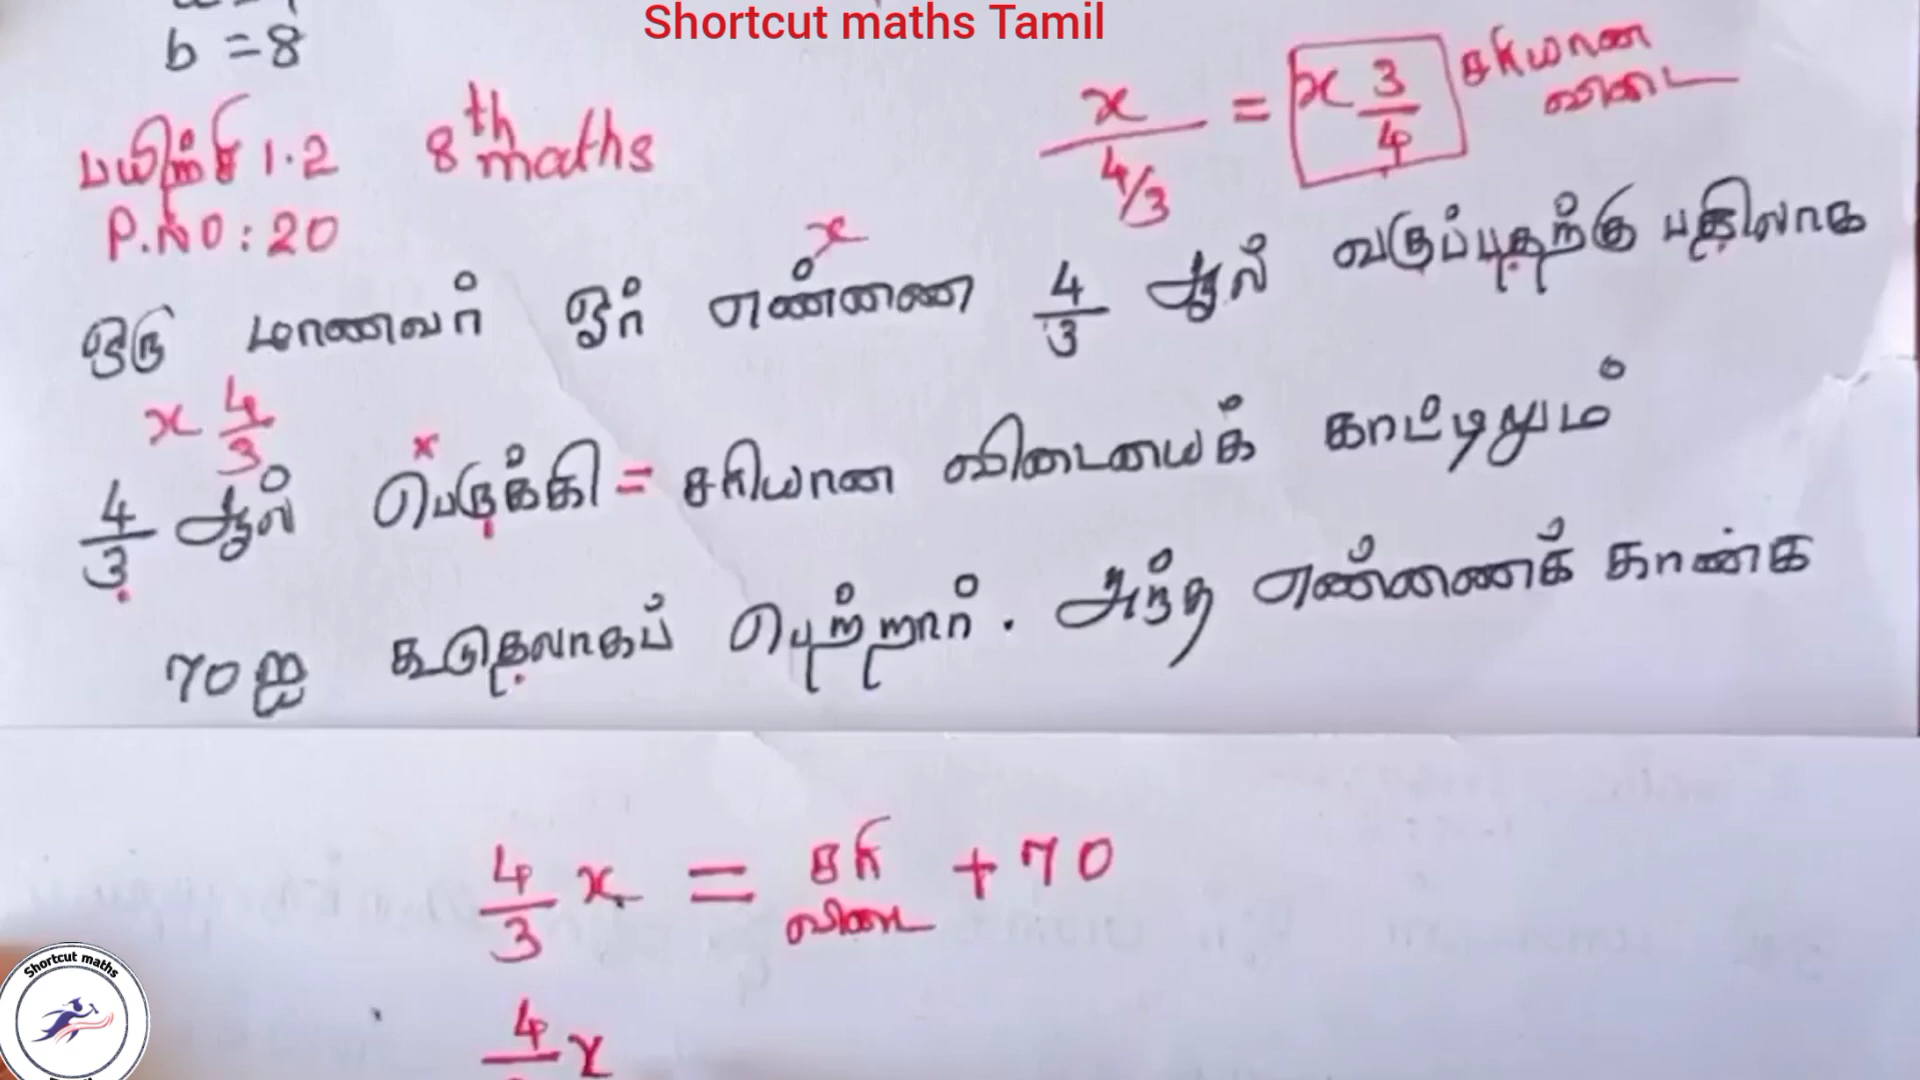 Shortcut maths Tamil
b = 8
பயிற்சி 1.2 8th maths
P.NO: 20
x / 4/3 = x 3/4 சரியான விடை
x
ஒரு மாணவர் ஓர் எண்ணை 4/3 ஆல் வகுப்பதற்கு பதிலாக
x 4/3 x
4/3 ஆல் பெருக்கி = சரியான விடையைக் காட்டிலும்
70ஐ கூடுதலாகப் பெற்றார். அந்த எண்ணைக் காண்க
4/3 x = சரி விடை + 70
4 x
Shortcut maths